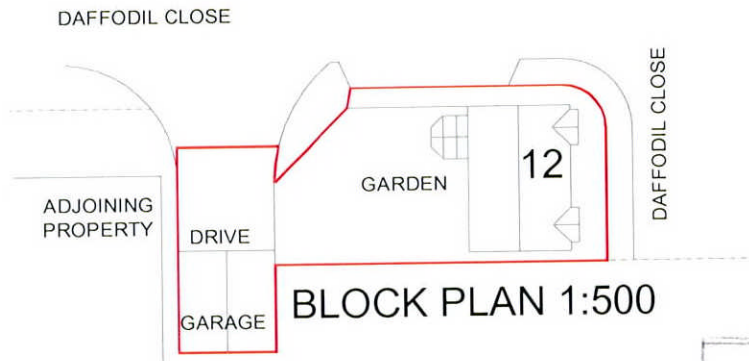 DAFFODIL CLOSE
DAFFODIL CLOSE
12
GARDEN
ADJOINING
PROPERTY
DRIVE
GARAGE
BLOCK PLAN 1:500